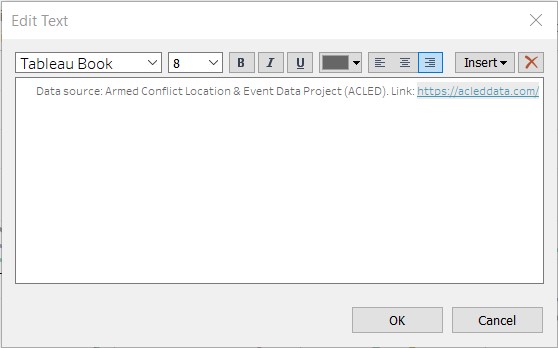 Edit Text
Tableau Book 8 B I U Insert
Data source: Armed Conflict Location & Event Data Project (ACLED). Link: https://acleddata.com/
OK Cancel